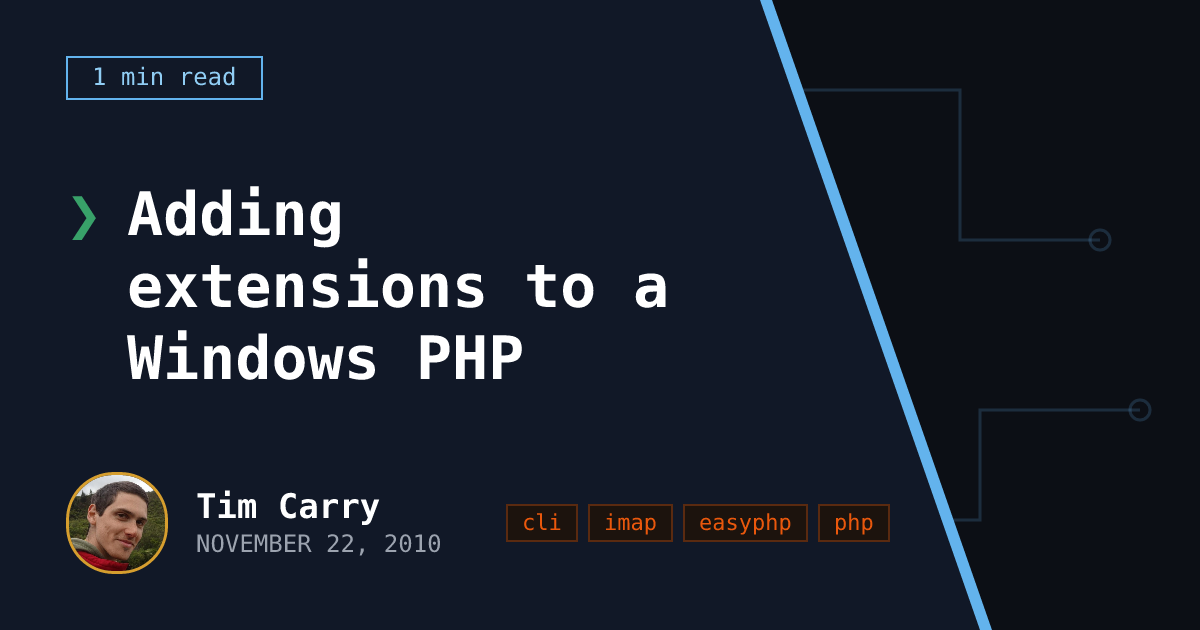 1 min read
❯ Adding
extensions to a
Windows PHP
Tim Carry
NOVEMBER 22, 2010
cli imap easyphp php